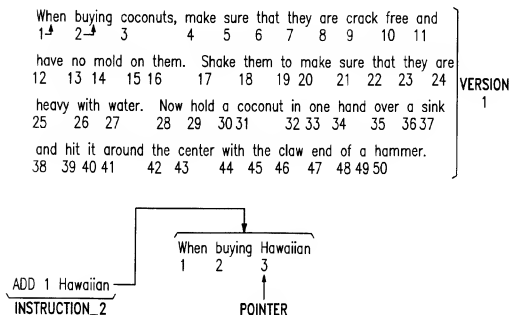 When buying coconuts, make sure that they are crack free and
1 2 3 4 5 6 7 8 9 10 11
have no mold on them. Shake them to make sure that they are
12 13 14 15 16 17 18 19 20 21 22 23 24
heavy with water. Now hold a coconut in one hand over a sink
25 26 27 28 29 30 31 32 33 34 35 36 37
and hit it around the center with the claw end of a hammer.
38 39 40 41 42 43 44 45 46 47 48 49 50
VERSION
1
When buying Hawaiian
1 2 3
ADD 1 Hawaiian
INSTRUCTION_2
POINTER